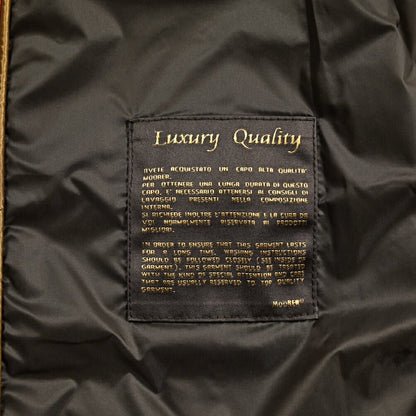 Luxury Quality
AVETE ACQUISTATO UN CAPO ALTA QUALITA'
MOORER.
PER OTTENERE UNA LUNGA DURATA DI QUESTO
CAPO, E' NECESSARIO ATTENERSI AI CONSIGLI DI
LAVAGGIO PRESENTI NELLA COMPOSIZIONE
INTERNA.
SI RICHIEDE INOLTRE L'ATTENZIONE E LA CURA DA
VOI NORMALMENTE RISERVATA AI PRODOTTI
MIGLIORI.
IN ORDER TO ENSURE THAT THIS GARMENT LASTS
FOR A LONG TIME, WASHING INSTRUCTIONS
SHOULD BE FOLLOWED CLOSELY (SEE INSIDE OF
GARMENT). THIS GARMENT SHOULD BE TREATED
WITH THE KIND OF SPECIAL ATTENTION AND CARE
THAT ARE USUALLY RESERVED TO TOP QUALITY
GARMENT.
MOORER®